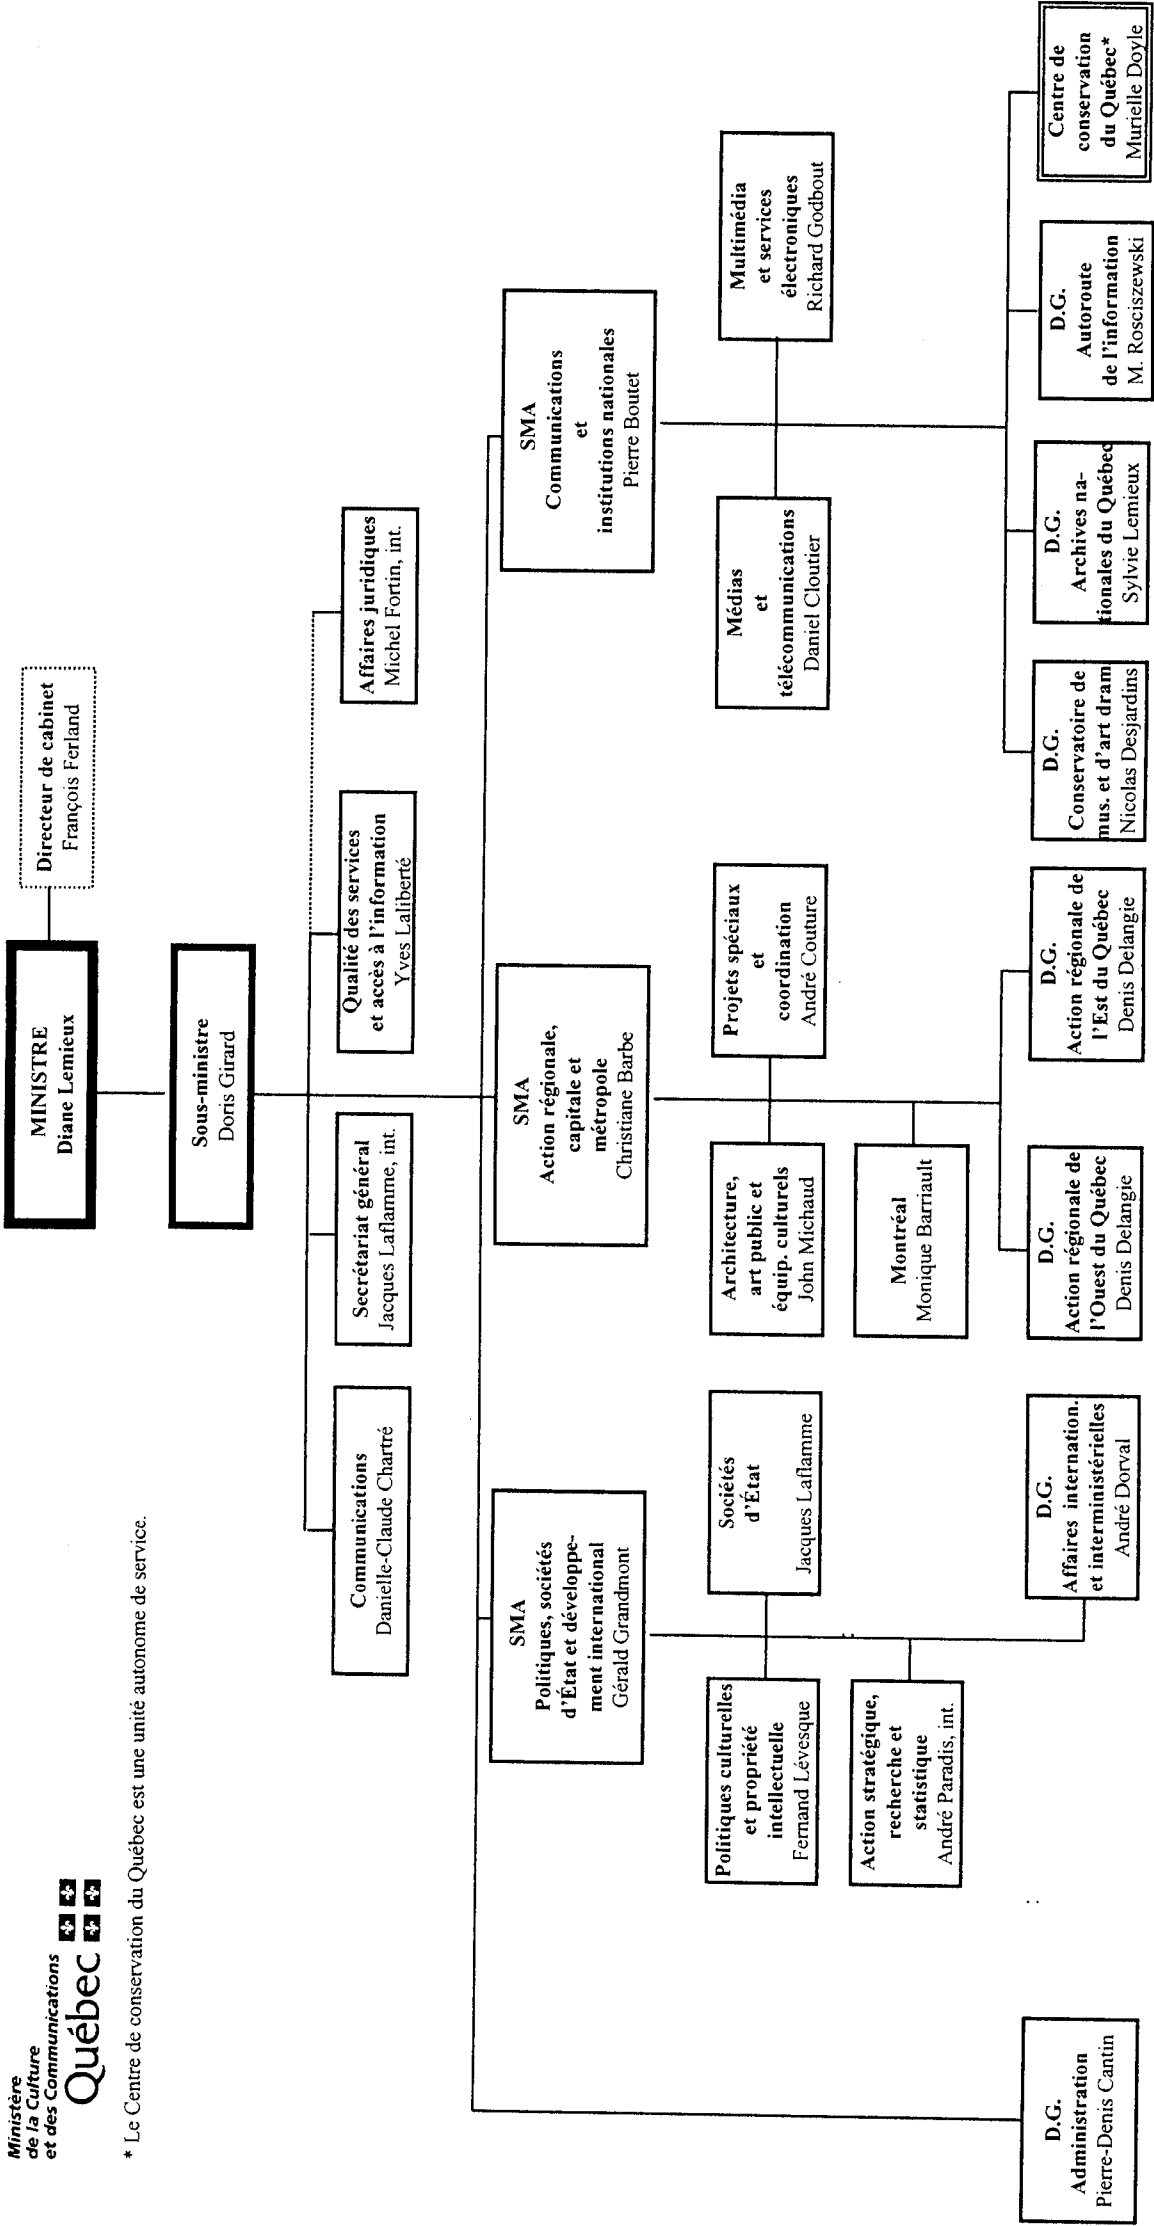 Ministère
de la Culture
et des Communications
Québec
* Le Centre de conservation du Québec est une unité autonome de service.
MINISTRE
Diane Lemieux
Directeur de cabinet
François Ferland
Sous-ministre
Doris Girard
Communications
Danielle-Claude Chartré
Secrétariat général
Jacques Laflamme, int.
Qualité des services
et accès à l'information
Yves Laliberté
Affaires juridiques
Michel Fortin, int.
SMA
Politiques, sociétés
d'État et développe-
ment international
Gérald Grandmont
SMA
Action régionale,
capitale et
métropole
Christiane Barbe
SMA
Communications
et
institutions nationales
Pierre Boutet
Politiques culturelles
et propriété
intellectuelle
Fernand Lévesque
Sociétés
d'État
Jacques Laflamme
Architecture,
art public et
équip. culturels
John Michaud
Projets spéciaux
et
coordination
André Couture
Médias
et
télécommunications
Daniel Cloutier
Multimédia
et services
électroniques
Richard Godbout
Action stratégique,
recherche et
statistique
André Paradis, int.
Montréal
Monique Barriault
D.G.
Administration
Pierre-Denis Cantin
D.G.
Affaires internation.
et interministérielles
André Dorval
D.G.
Action régionale de
l'Ouest du Québec
Denis Delangie
D.G.
Action régionale de
l'Est du Québec
Denis Delangie
D.G.
Conservatoire de
mus. et d'art dram
Nicolas Desjardins
D.G.
Archives na-
tionales du Québec
Sylvie Lemieux
D.G.
Autoroute
de l'information
M. Rosciszewski
Centre de
conservation
du Québec*
Murielle Doyle